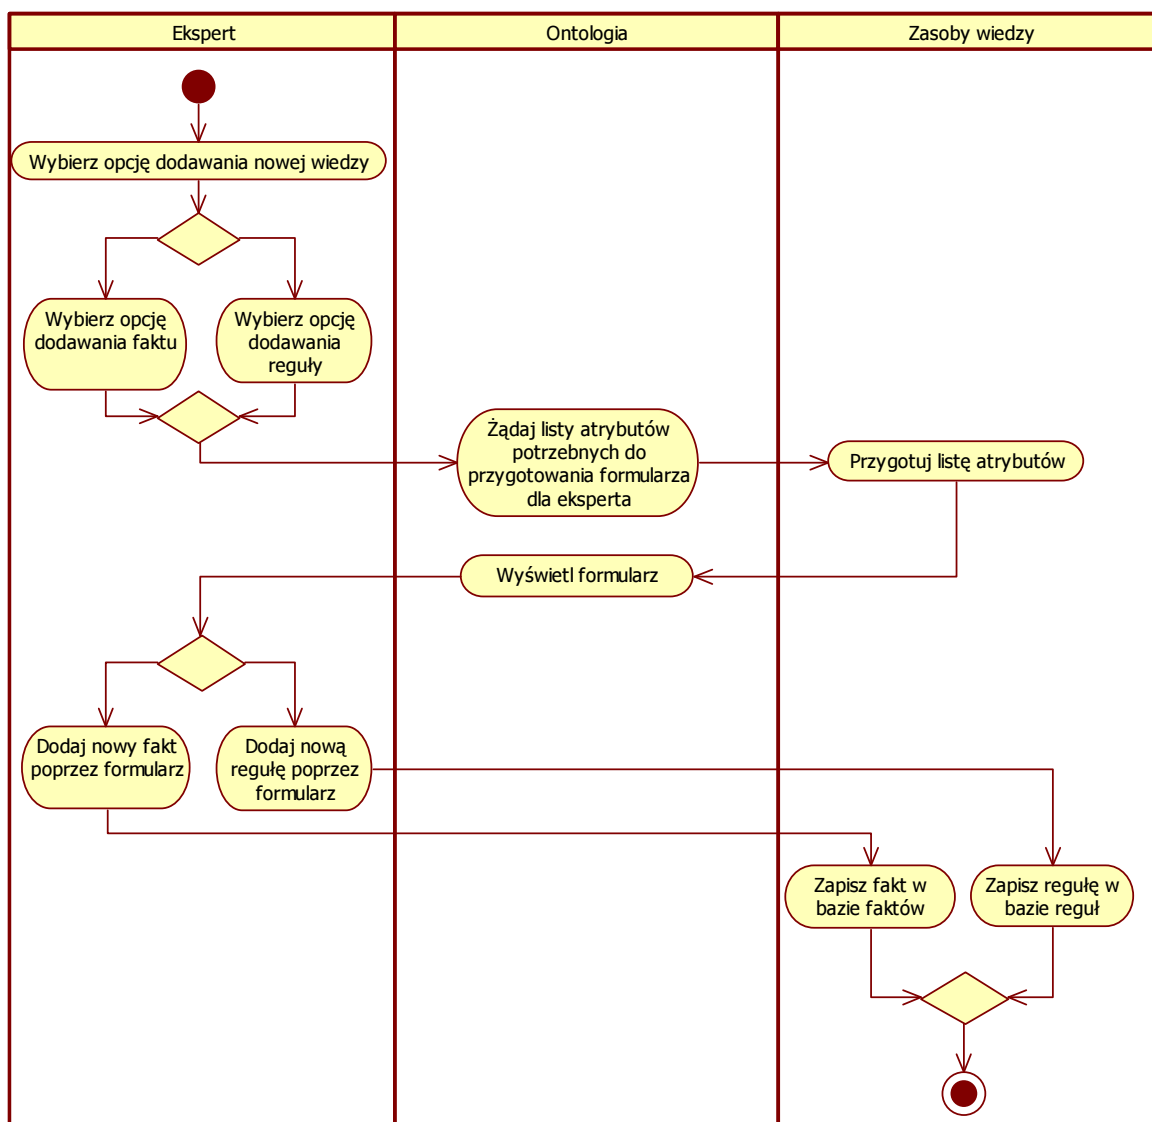 Ekspert
Ontologia
Zasoby wiedzy
Wybierz opcję dodawania nowej wiedzy
Wybierz opcję
dodawania faktu
Wybierz opcję
dodawania
reguły
Żądaj listy atrybutów
potrzebnych do
przygotowania formularza
dla eksperta
Przygotuj listę atrybutów
Wyświetl formularz
Dodaj nowy fakt
poprzez formularz
Dodaj nową
regułę poprzez
formularz
Zapisz fakt w
bazie faktów
Zapisz regułę w
bazie reguł